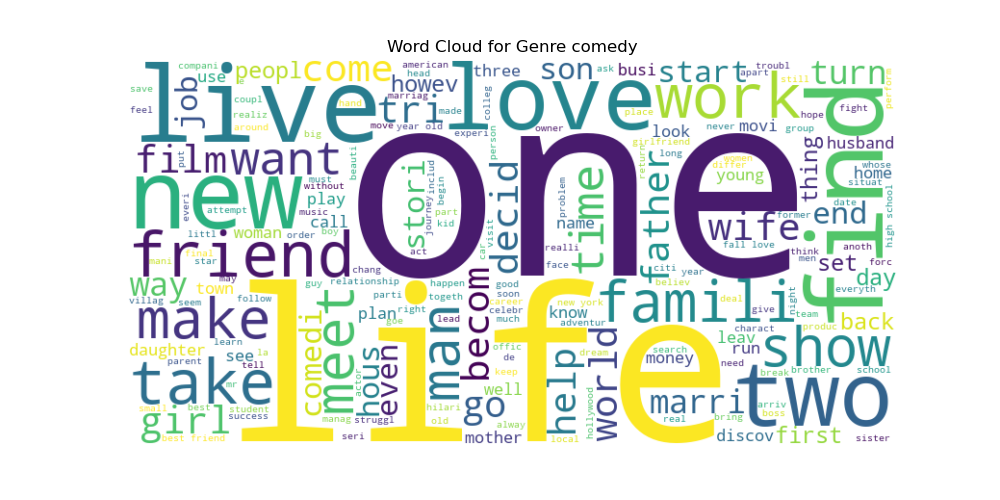 Word Cloud for Genre comedy
live
love
one
life
new
find
work
friend
two
famili
show
take
make
want
film
come
peopl
job
use
tri
howev
three
son
busi
start
turn
husband
home
thing
end
set
day
back
wife
father
time
decid
stori
man
becom
meet
hous
even
comedi
go
help
world
marri
money
run
leav
know
well
mother
plan
name
look
movi
young
call
play
woman
way
town
daughter
see
girl
discov
first
compani
save
feel
coupl
realiz
around
big
american
head
marriag
hand
move
year old
made
experi
colleg
ask
troubl
apart
still
perform
hope
fight
place
owner
person
never
group
girlfriend
long
women
differ
whose
situat
date
former
high school
fall love
think
men
anoth
forc
everyth
put
everi
without
must
beauti
music
attempt
littl
order
boy
final
star
mani
may
villag
seem
follow
learn
la
tell
parent
mr
small
best
student
success
best friend
guy
relationship
chang
act
journey
includ
begin
part
kid
happen
togeth
parti
right
gue
lead
actor
manag
struggl
seri
hilari
old
alway
car
visit
good
soon
career
celebr
much
offic
de
keep
realli
face
problem
return
citi
year
believ
new york
adventur
dream
local
hollywood
search
deal
give
night
team
charact
produc
need
break
brother
school
real
bring
boss
arriv
sister